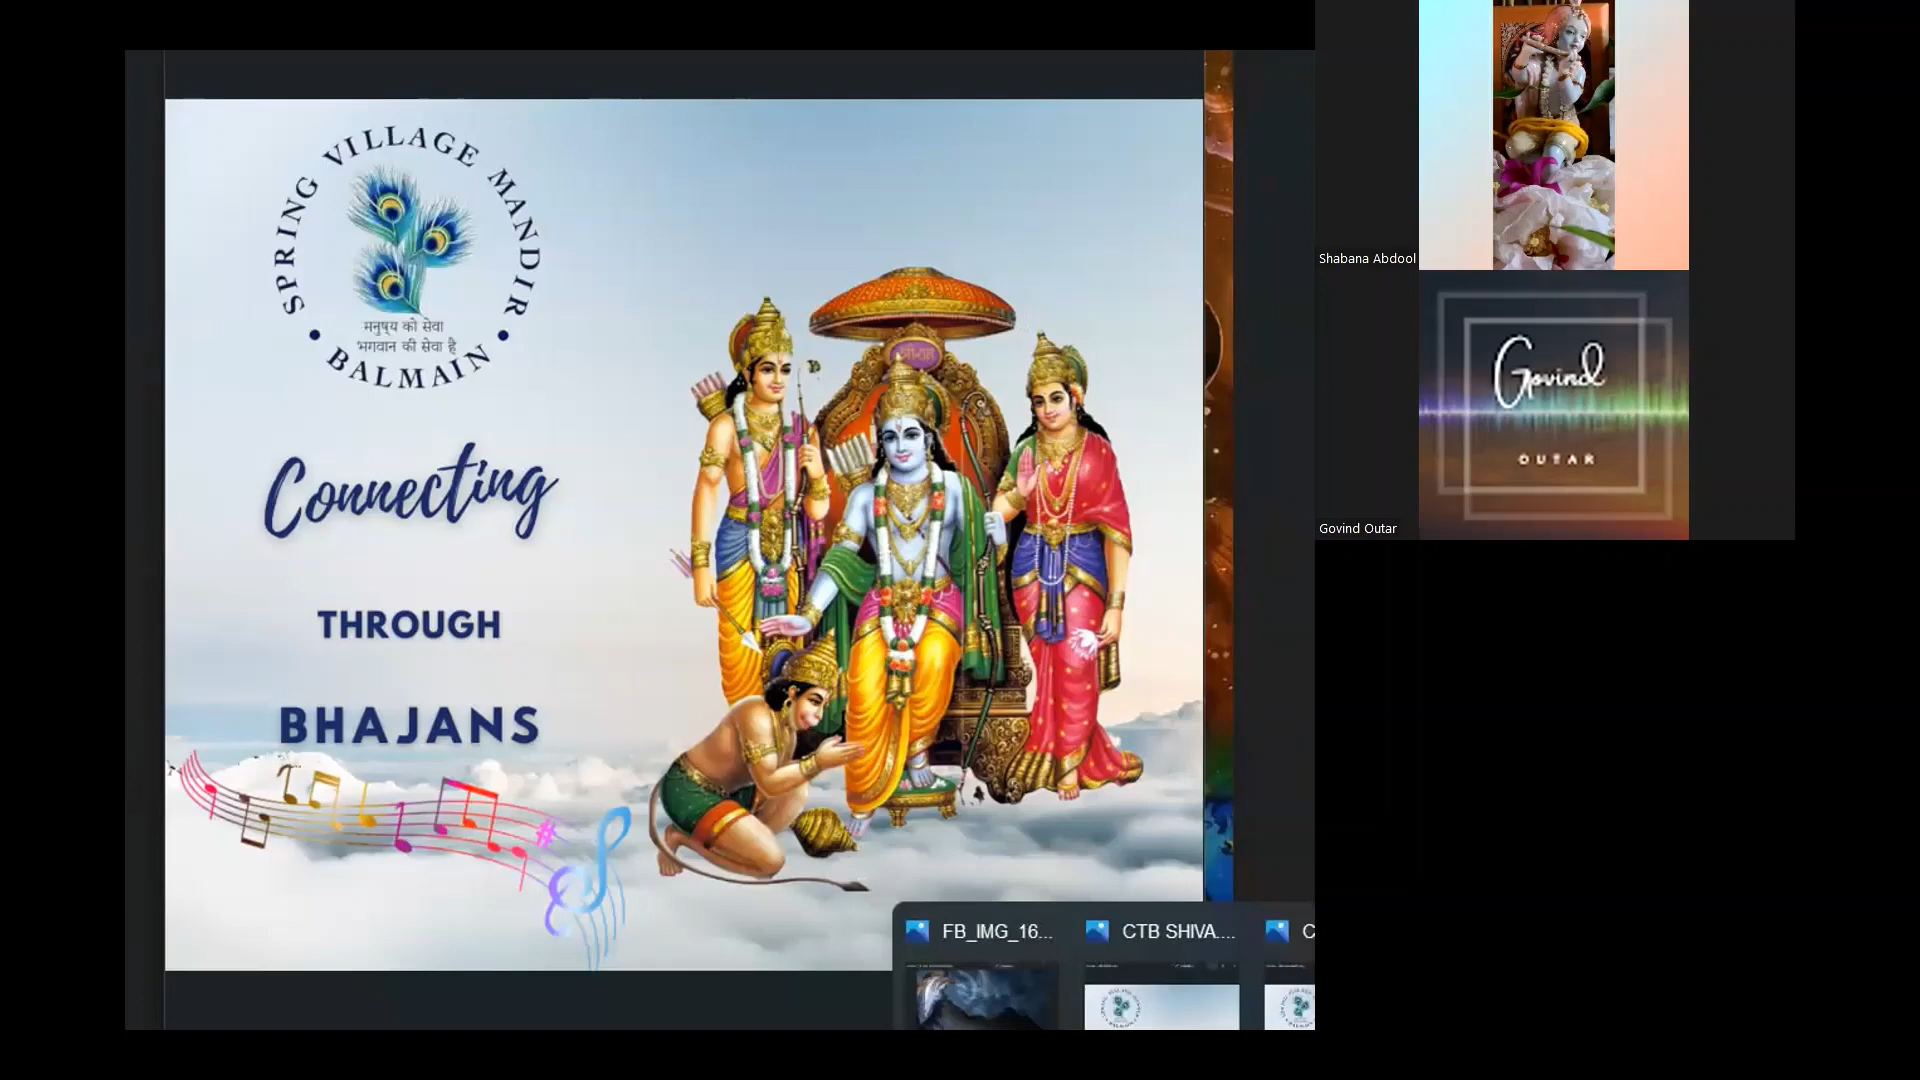 SPRING VILLAGE MANDIR
मनुष्य को सेवा
भगवान की सेवा है
BALMAIN
Connecting
THROUGH
BHAJANS
FB_IMG_16...
CTB SHIVA....
C
Shabana Abdool
Govind
OUTAR
Govind Outar